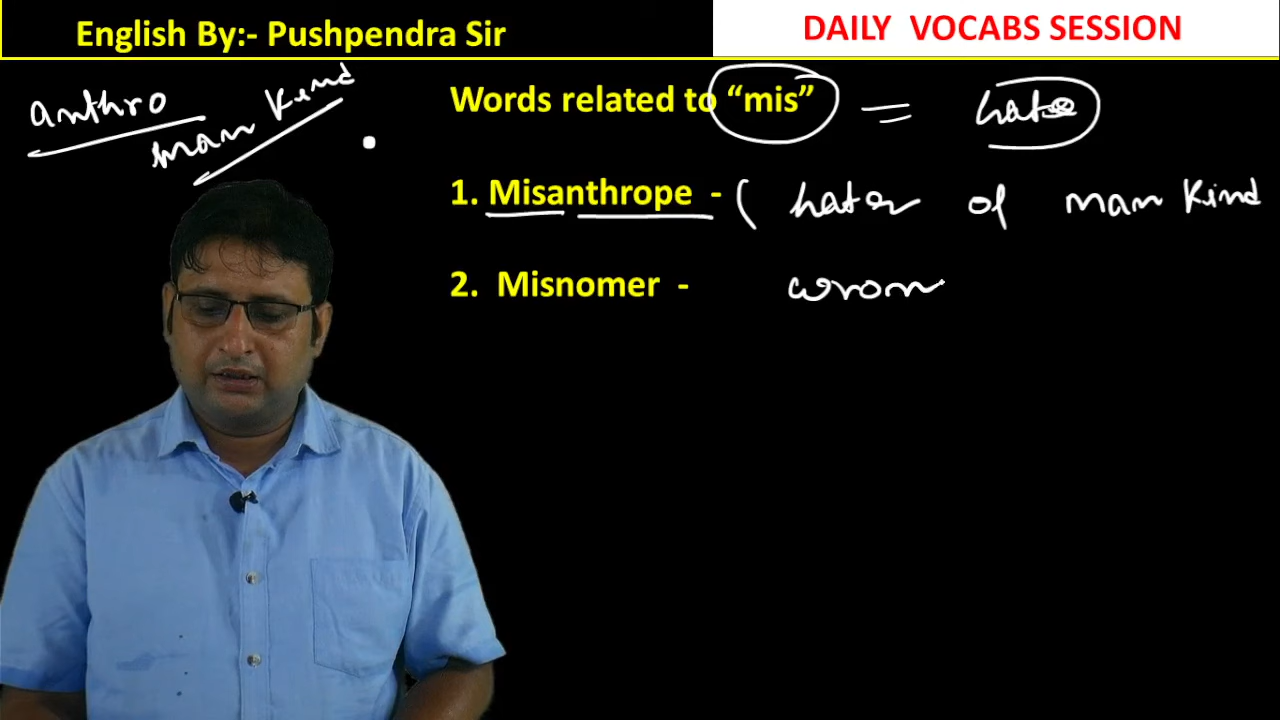 English By:- Pushpendra Sir
DAILY VOCABS SESSION
anthro
man kind
Words related to “mis” = hate
1. Misanthrope - ( hater of man kind
2. Misnomer - wron